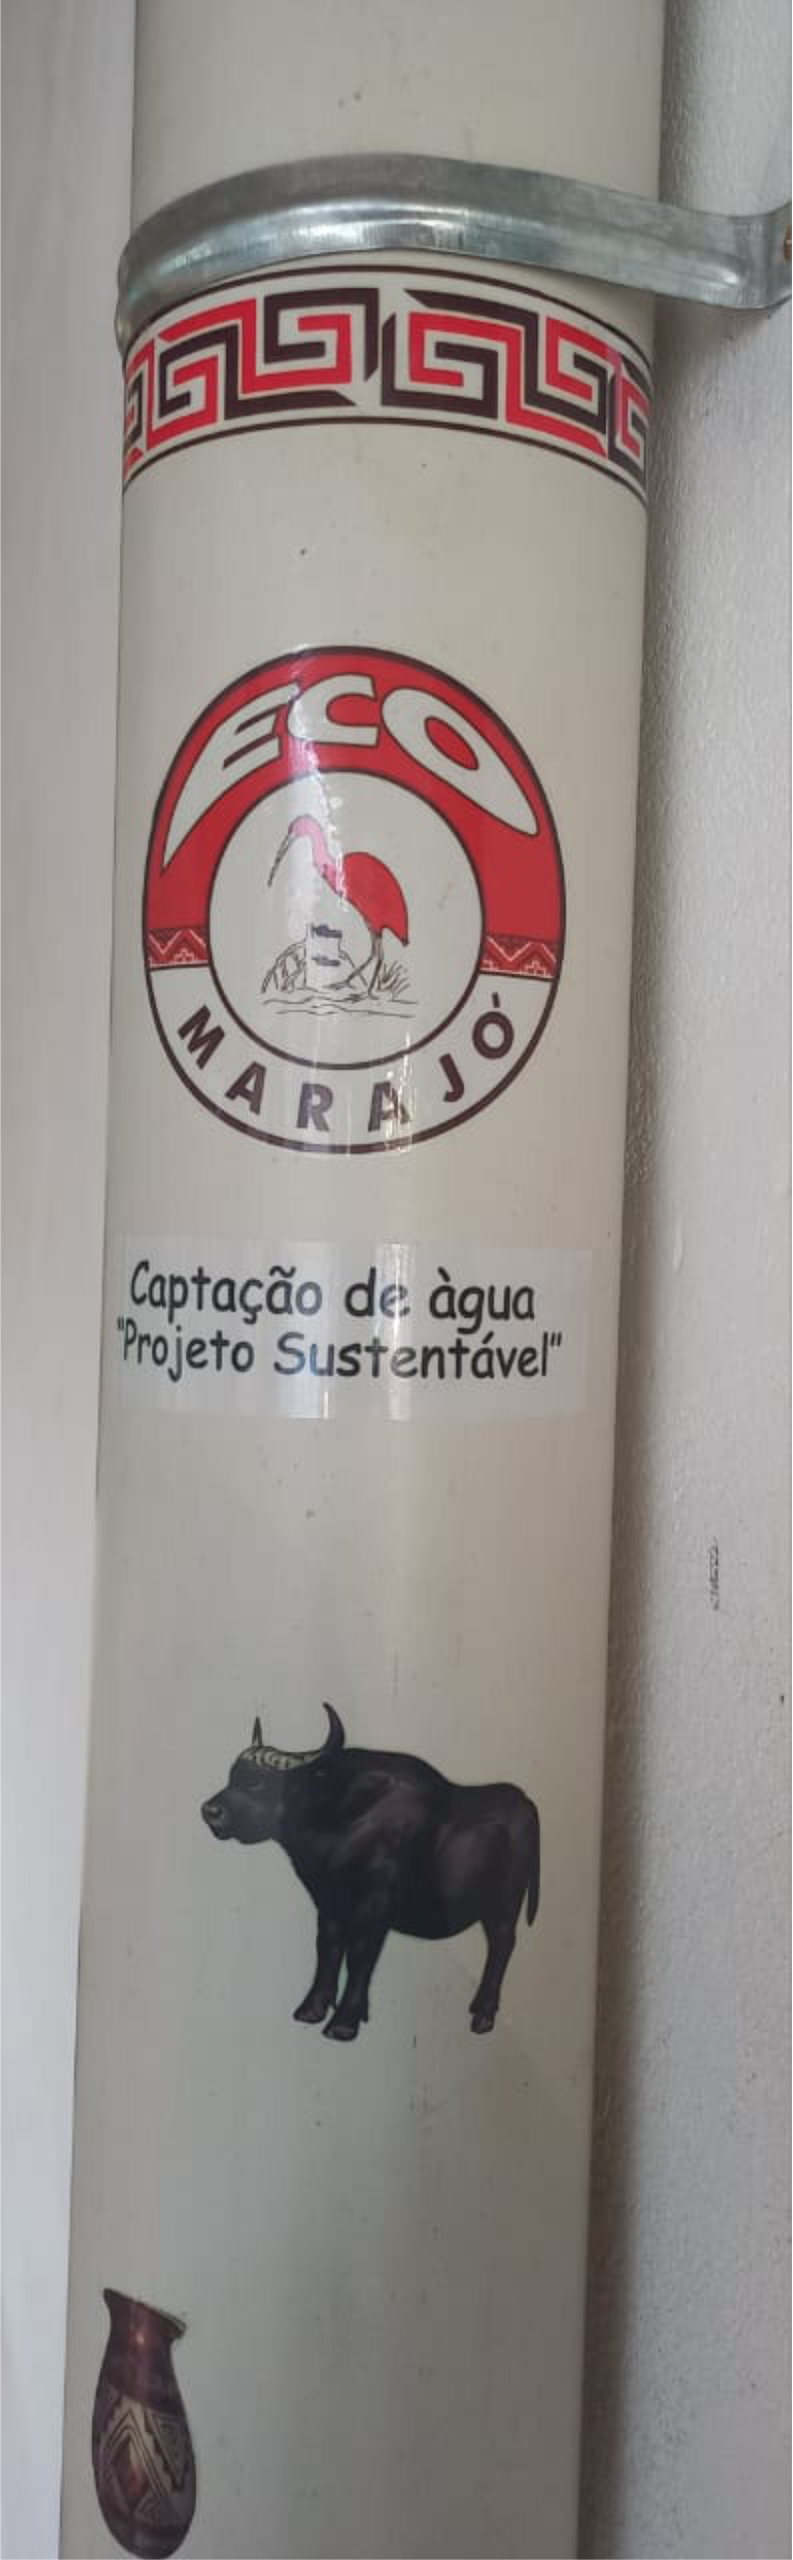 ECO
MARAJÓ
Captação de àgua
"Projeto Sustentável"